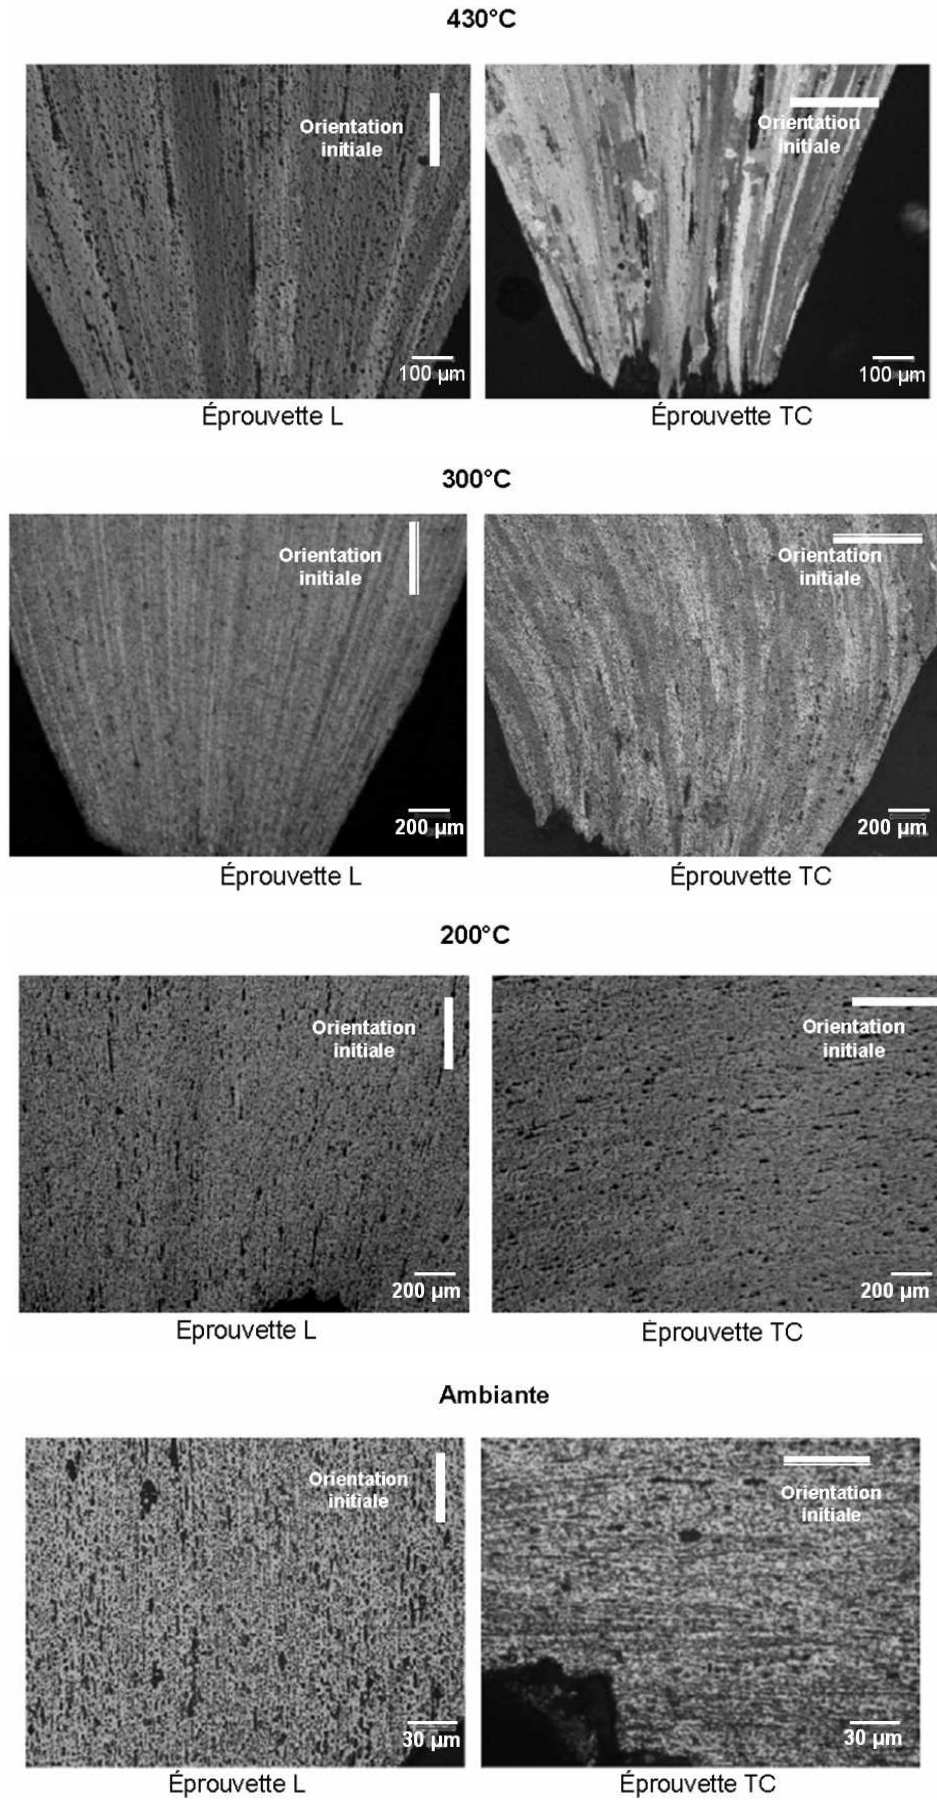 430°C
Orientation
initiale
Orientation
initiale
100 µm
100 µm
Éprouvette L
Éprouvette TC
300°C
Orientation
initiale
Orientation
initiale
200 µm
200 µm
Éprouvette L
Éprouvette TC
200°C
Orientation
initiale
Orientation
initiale
200 µm
200 µm
Eprouvette L
Éprouvette TC
Ambiante
Orientation
initiale
Orientation
initiale
30 µm
30 µm
Éprouvette L
Éprouvette TC